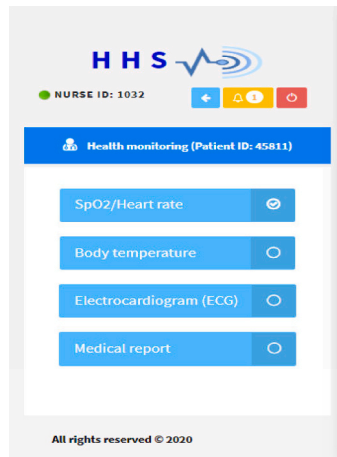 HHS
NURSE ID: 1032
1
Health monitoring (Patient ID: 45811)
SpO2/Heart rate
Body temperature
Electrocardiogram (ECG)
Medical report
All rights reserved © 2020